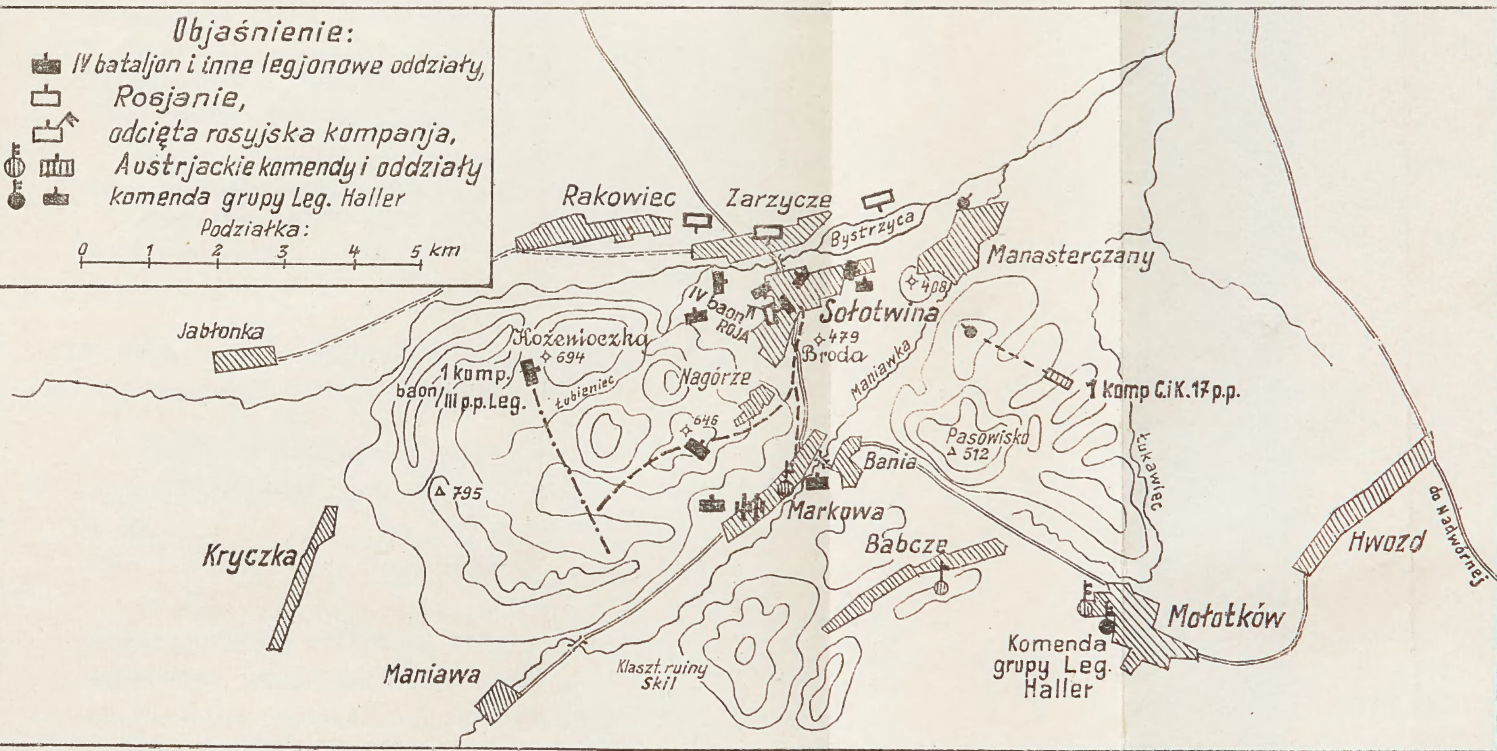 Objaśnienie:
IV bataljon i inne legjonowe oddziały,
Rosjanie,
odcięta rosyjska kompanja,
Austrjackie komendy i oddziały
komenda grupy Leg. Haller
Podziałka:
0 1 2 3 4 5 km
Rakowiec
Zarzycze
Bystrzyca
Manasterczany
408
Jabłonka
IV baon
ROJA
Sołotwina
479
Broda
Maniawka
Kożenioczka
694
1 komp.
baon/III p.p. Leg.
Łubieniec
Nagórze
646
1 komp C.i K. 17 p.p.
Pasowisko
512
Łukawiec
Bania
795
Markowa
Babcze
Kryczka
Hwozd
do Nadwórnej
Mołotków
Komenda
grupy Leg.
Haller
Maniawa
Klaszt. ruiny
Skil